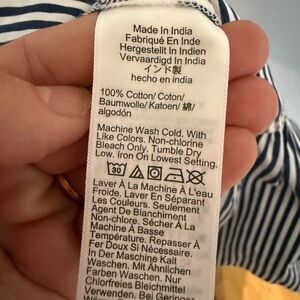 Made In India
Fabriqué En Inde
Hergestellt In Indien
Vervaardigd In India
インド製
hecho en india
100% Cotton/ Coton/
Baumwolle/ Katoen/ 綿/
algodón
Machine Wash Cold. With
Like Colors. Non-chlorine
Bleach Only. Tumble Dry
Low. Iron On Lowest Setting.
30
Laver À La Machine À L'eau
Froide. Laver En Séparant
Les Couleurs. Seulement
Agent De Blanchiment
Non-chlore. Sécher À La
Machine À Basse
Température. Repasser À
Fer Doux Si Nécessaire.
In Der Maschine Kalt
Waschen. Mit Ähnlichen
Farben Waschen. Nur
Chlorfreies Bleichmittel
Verwenden. Bei Geringer